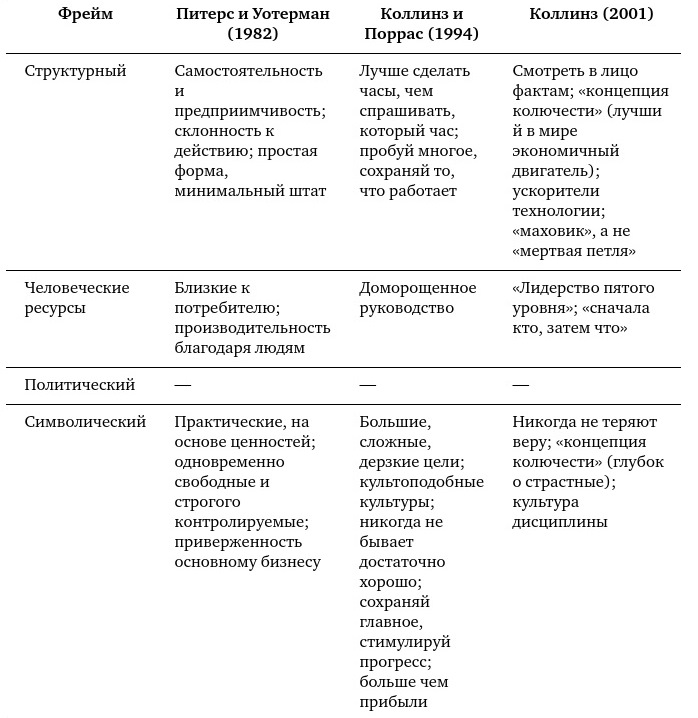 Фрейм
Питерс и Уотерман
(1982)
Коллинз и
Поррас (1994)
Коллинз (2001)
Структурный
Самостоятельность
и
предприимчивость;
склонность к
действию; простая
форма,
минимальный штат
Лучше сделать
часы, чем
спрашивать,
который час;
пробуй многое,
сохраняй то,
что работает
Смотреть в лицо
фактам; «концепция
колючести» (лучши
й в мире
экономичный
двигатель);
ускорители
технологии;
«маховик», а не
«мертвая петля»
Человеческие
ресурсы
Близкие к
потребителю;
производительность
благодаря людям
Доморощенное
руководство
«Лидерство пятого
уровня»; «сначала
кто, затем что»
Политический
—
—
—
Символический
Практические, на
основе ценностей;
одновременно
свободные и
строгого
контролируемые;
приверженность
основному бизнесу
Большие,
сложные,
дерзкие цели;
культоподобные
культуры;
никогда не
бывает
достаточно
хорошо;
сохраняй
главное,
стимулируй
прогресс;
больше чем
прибыли
Никогда не теряют
веру; «концепция
колючести» (глубок
о страстные);
культура
дисциплины